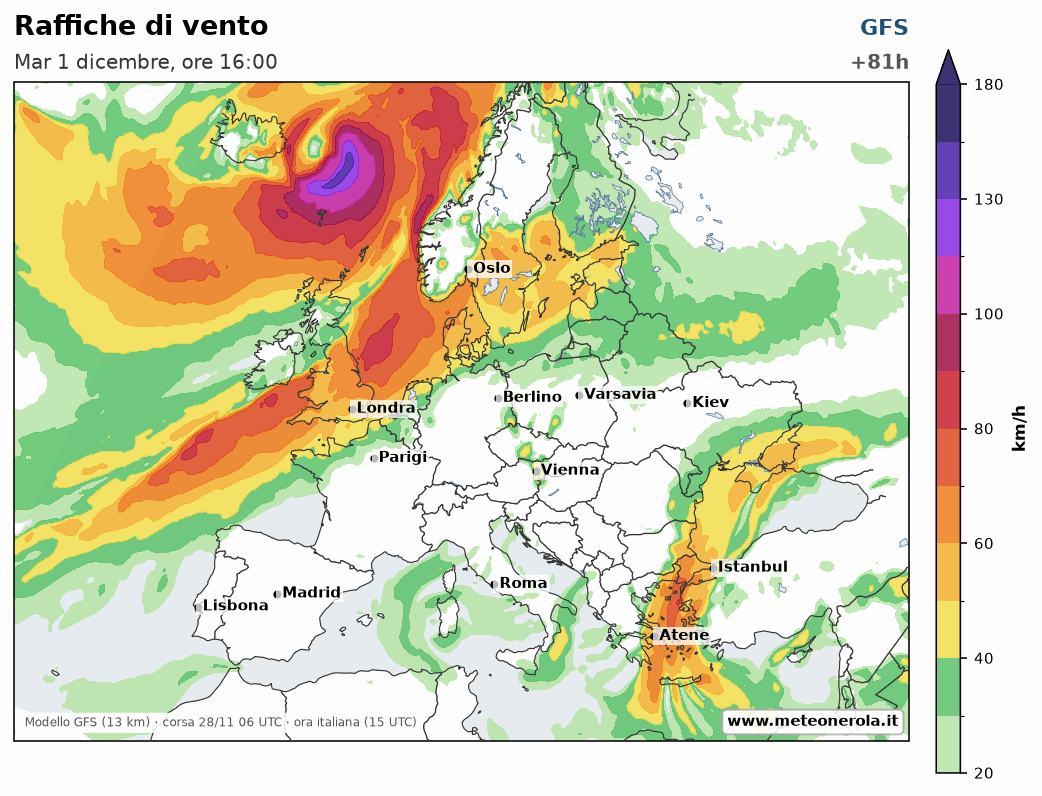 Raffiche di vento
GFS
Mar 1 dicembre, ore 16:00
+81h
180
130
100
80
60
40
20
km/h
Oslo
Londra
Berlino
Varsavia
Kiev
Parigi
Vienna
Istanbul
Roma
Madrid
Lisbona
Atene
Modello GFS (13 km) · corsa 28/11 06 UTC · ora italiana (15 UTC)
www.meteonerola.it